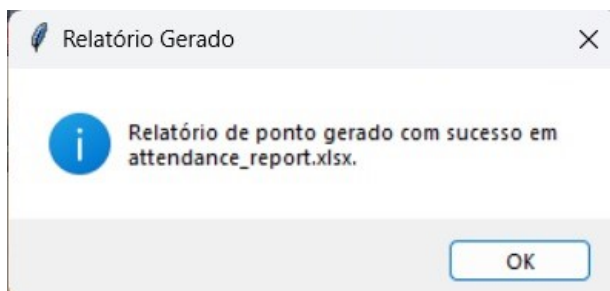 Relatório Gerado
Relatório de ponto gerado com sucesso em
attendance_report.xlsx.
OK